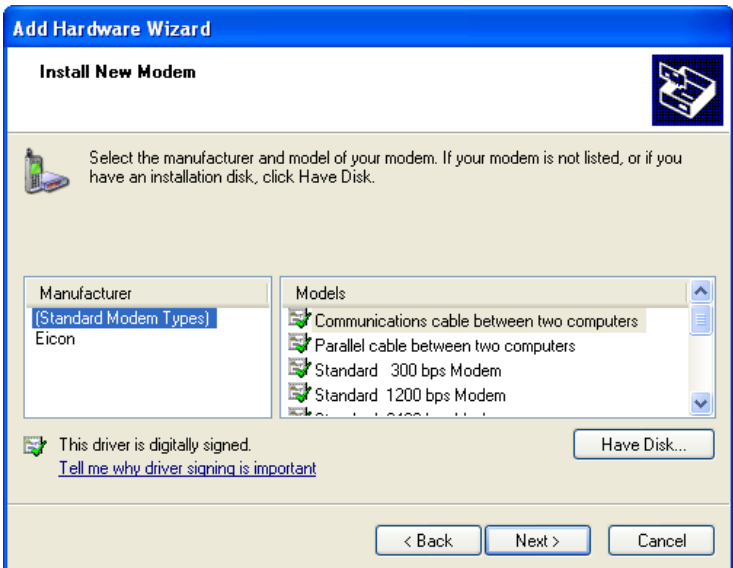 Add Hardware Wizard
Install New Modem
Select the manufacturer and model of your modem. If your modem is not listed, or if you
have an installation disk, click Have Disk.
Manufacturer
(Standard Modem Types)
Eicon
Models
Communications cable between two computers
Parallel cable between two computers
Standard 300 bps Modem
Standard 1200 bps Modem
This driver is digitally signed.
Tell me why driver signing is important
Have Disk...
< Back
Next >
Cancel